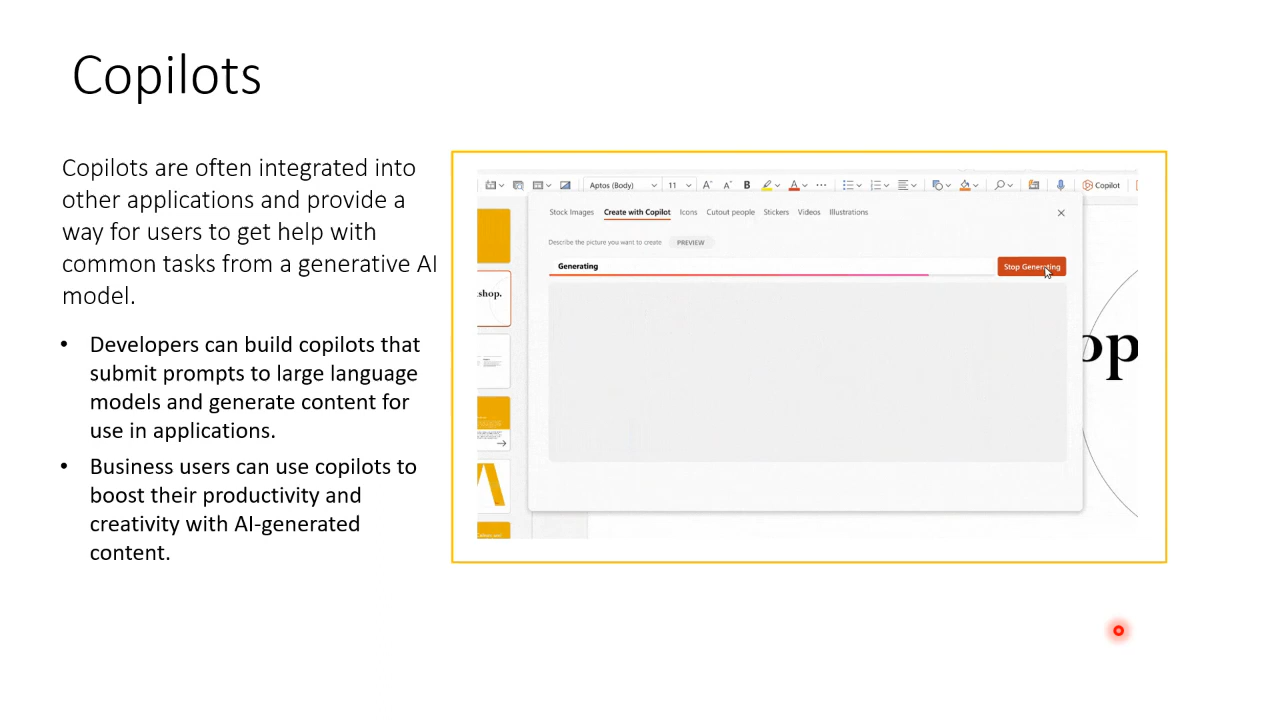 Copilots
Copilots are often integrated into
other applications and provide a
way for users to get help with
common tasks from a generative AI
model.
• Developers can build copilots that
submit prompts to large language
models and generate content for
use in applications.
• Business users can use copilots to
boost their productivity and
creativity with AI-generated
content.
Aptos (Body) 11 A A B A Copilot
Stock Images Create with Copilot Icons Cutout people Stickers Videos Illustrations
Describe the picture you want to create PREVIEW
Generating Stop Generating
shop.
op